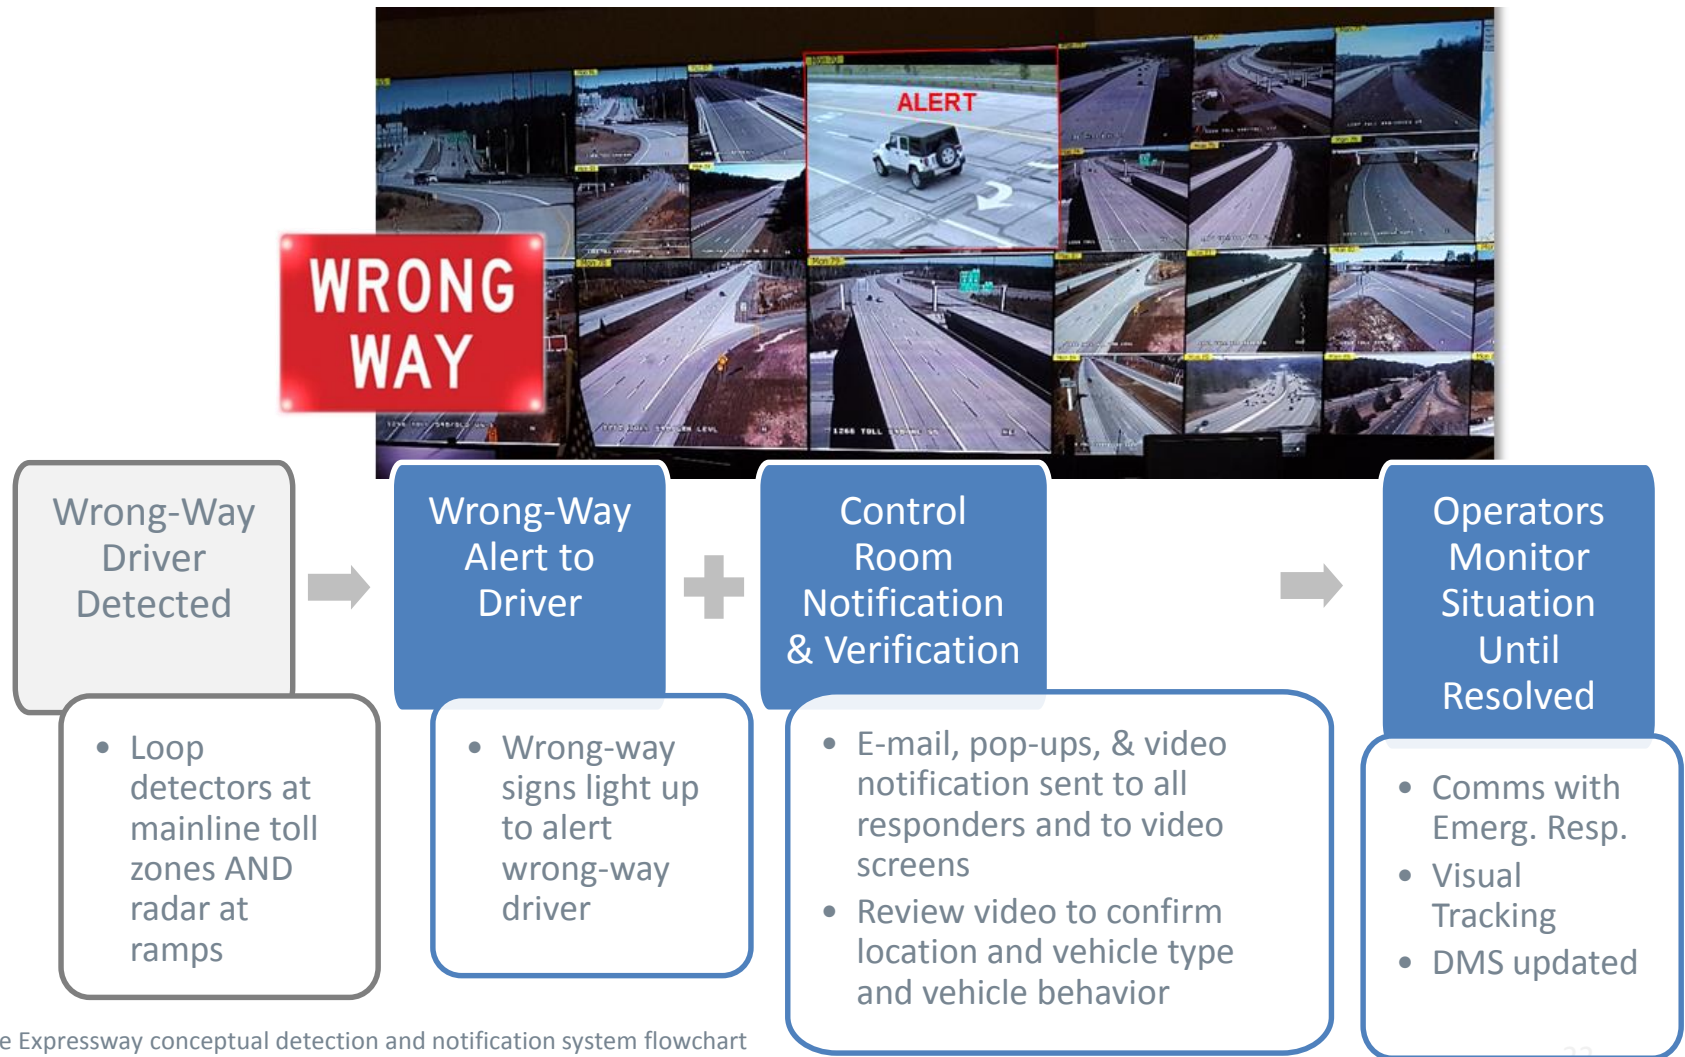 ALERT
WRONG
WAY
Mon 79
1266 TOLL
Wrong-Way
Driver
Detected
Wrong-Way
Alert to
Driver
Control
Room
Notification
& Verification
Operators
Monitor
Situation
Until
Resolved
• Loop
detectors at
mainline toll
zones AND
radar at
ramps
• Wrong-way
signs light up
to alert
wrong-way
driver
• E-mail, pop-ups, & video
notification sent to all
responders and to video
screens
• Review video to confirm
location and vehicle type
and vehicle behavior
• Comms with
Emerg. Resp.
• Visual
Tracking
• DMS updated
e Expressway conceptual detection and notification system flowchart